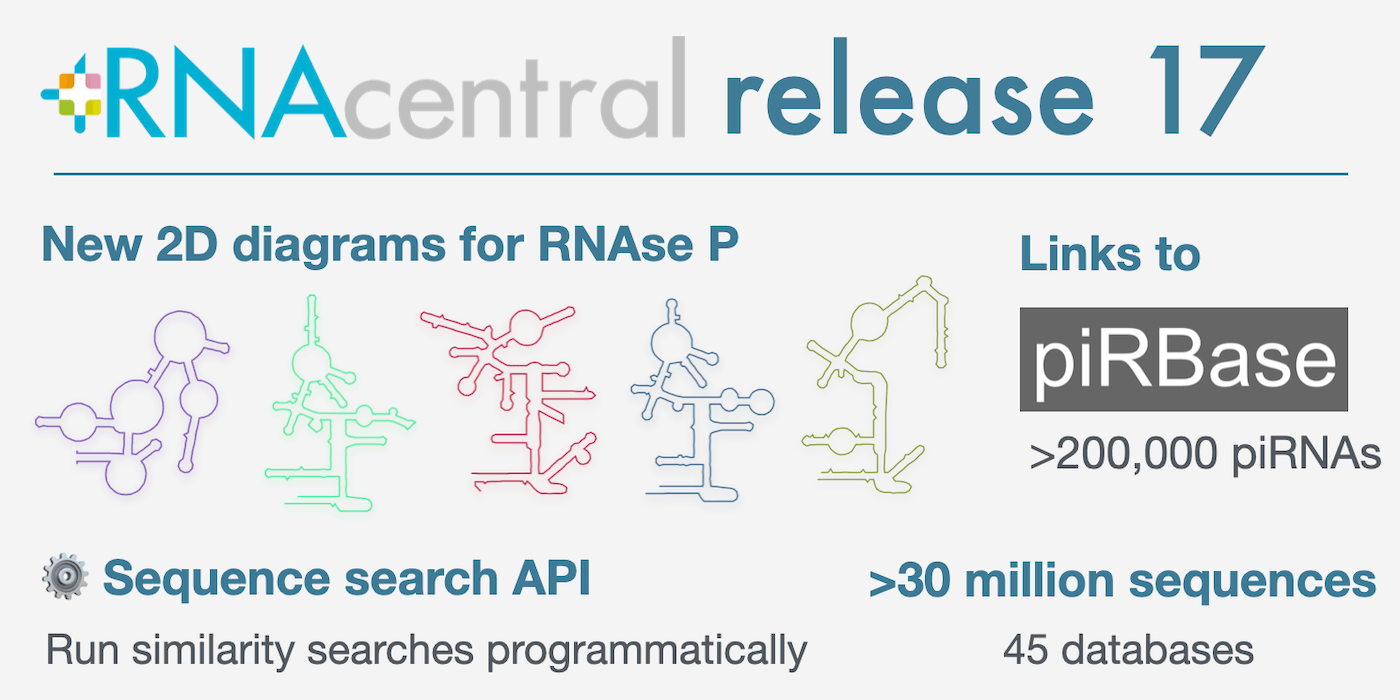 RNAcentral release 17
New 2D diagrams for RNAse P
Links to
piRBase
>200,000 piRNAs
Sequence search API
Run similarity searches programmatically
>30 million sequences
45 databases